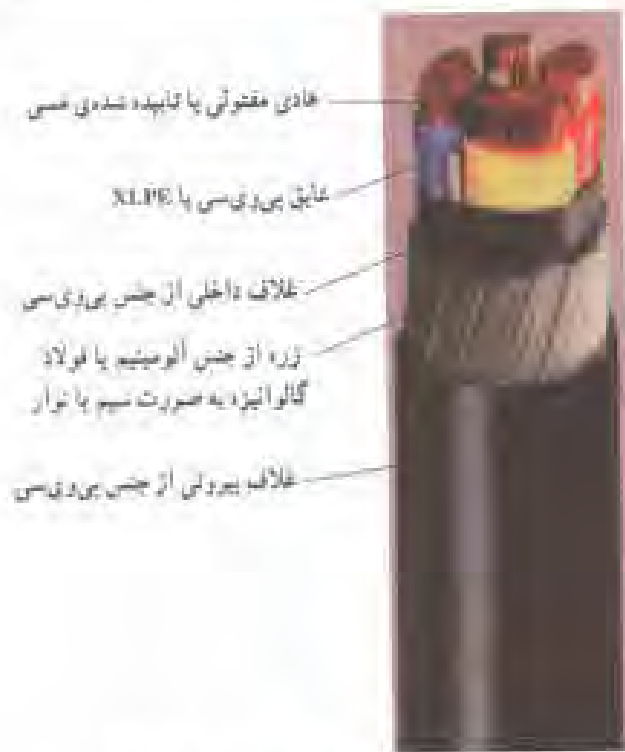 هادی مفتولی یا تابیده شده‌ی مسی
عایق پی‌وی‌سی یا XLPE
غلاف داخلی از جنس پی‌وی‌سی
زره از جنس آلومینیم یا فولاد
گالوانیزه به صورت سیم یا نوار
غلاف بیرونی از جنس پی‌وی‌سی